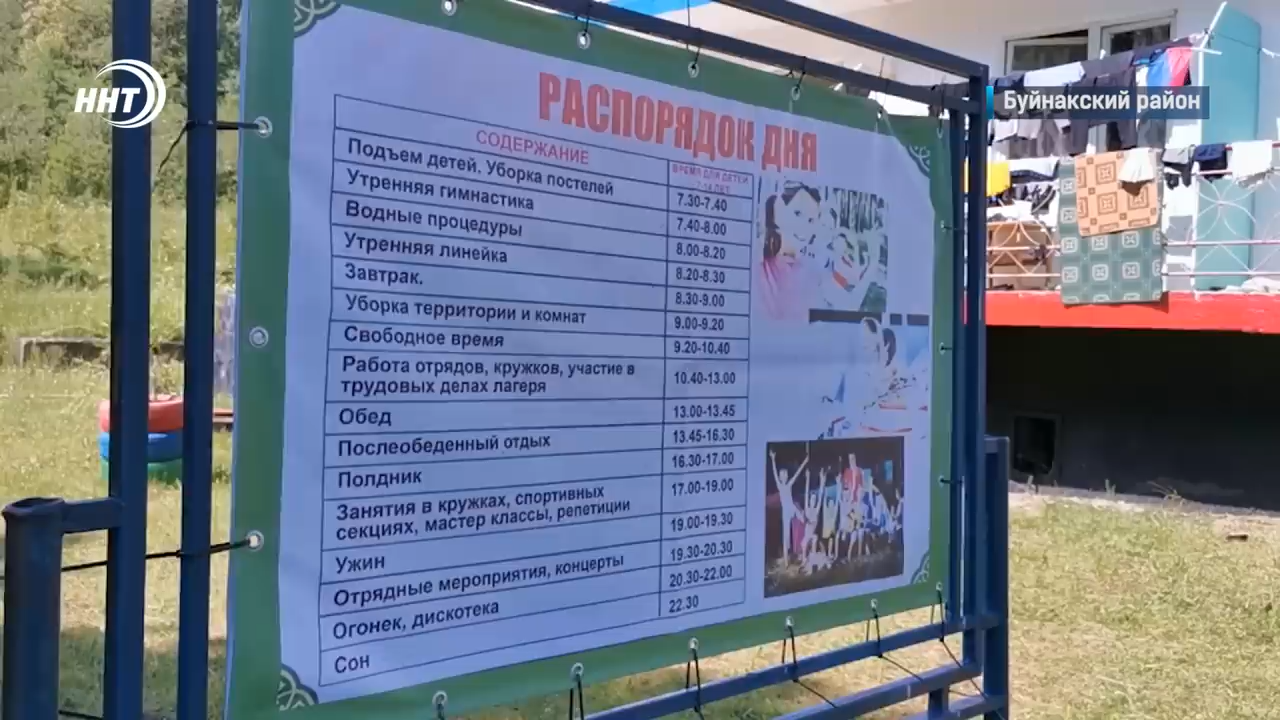 ННТ
Буйнакский район
РАСПОРЯДОК ДНЯ
СОДЕРЖАНИЕ
ВРЕМЯ ДЛЯ ДЕТЕЙ
7-14 ЛЕТ
Подъем детей, Уборка постелей 7.30-7.40
Утренняя гимнастика 7.40-8.00
Водные процедуры 8.00-8.20
Утренняя линейка 8.20-8.30
Завтрак. 8.30-9.00
Уборка территории и комнат 9.00-9.20
Свободное время 9.20-10.40
Работа отрядов, кружков, участие в
трудовых делах лагеря 10.40-13.00
Обед 13.00-13.45
Послеобеденный отдых 13.45-16.30
Полдник 16.30-17.00
Занятия в кружках, спортивных
секциях, мастер классы, репетиции 17.00-19.00
Ужин 19.00-19.30
Отрядные мероприятия, концерты 19.30-20.30
Огонек, дискотека 20.30-22.00
Сон 22.30